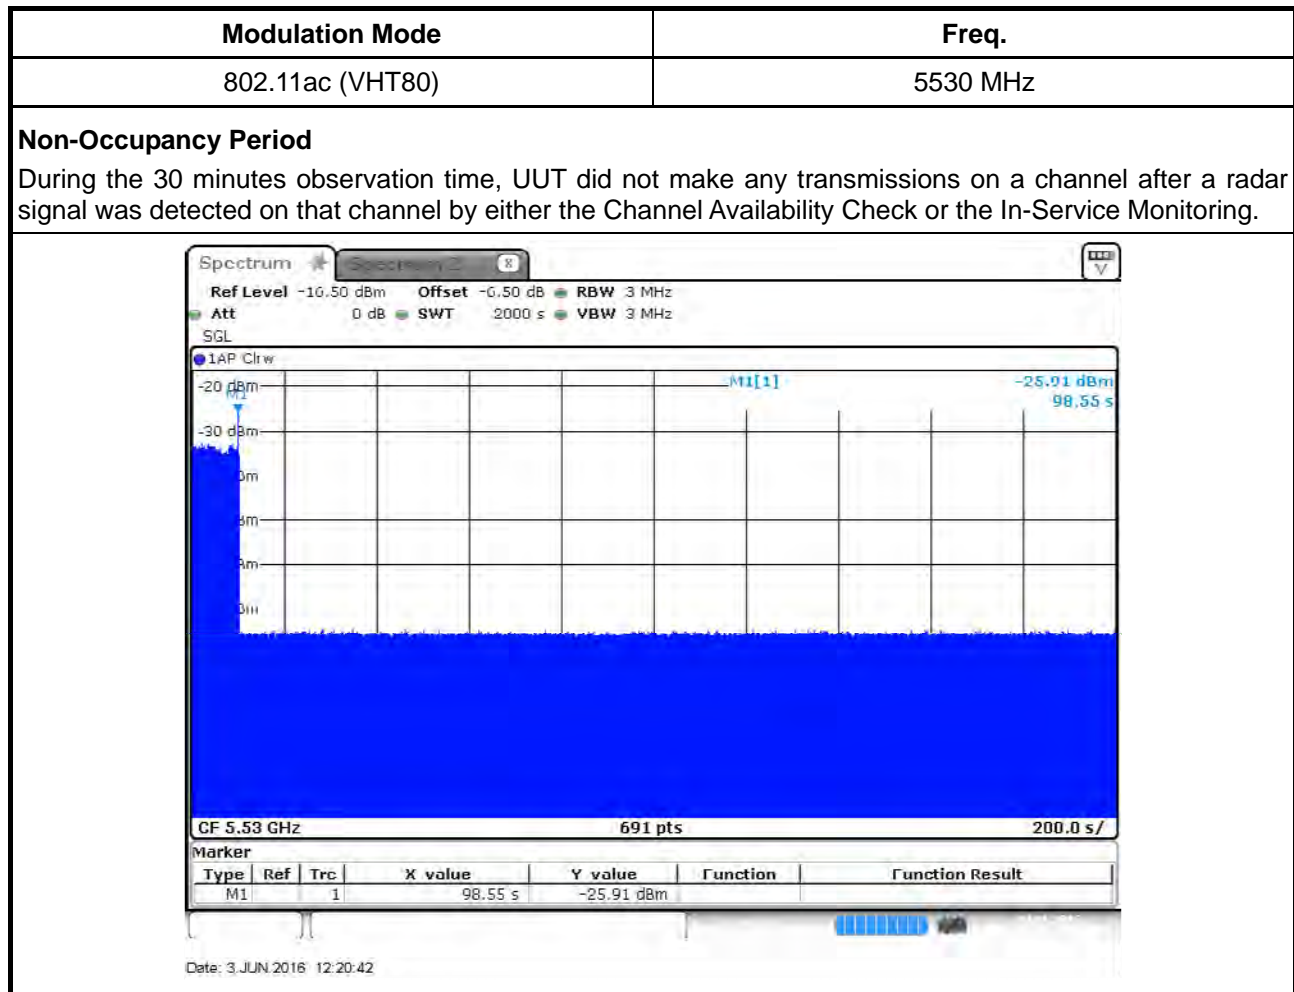 Modulation Mode Freq.
802.11ac (VHT80) 5530 MHz
Non-Occupancy Period
During the 30 minutes observation time, UUT did not make any transmissions on a channel after a radar
signal was detected on that channel by either the Channel Availability Check or the In-Service Monitoring.
Spectrum Spectrum 2 X
Ref Level -16.50 dBm Offset -6.50 dB RBW 3 MHz
Att 0 dB SWT 2000 s VBW 3 MHz
SGL
1AP Clrw
-20 dBm M1[1] -25.91 dBm
M1 98.55 s
-30 dBm
CF 5.53 GHz 691 pts 200.0 s/
Marker
Type Ref Trc X value Y value Function Function Result
M1 1 98.55 s -25.91 dBm
Date: 3.JUN.2016 12:20:42